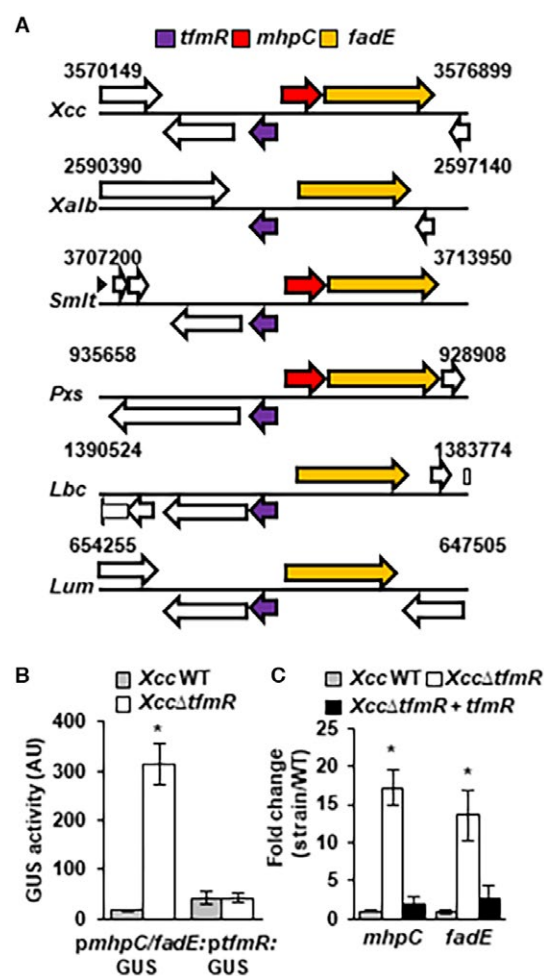 A
tfmR mhpC fadE
3570149 3576899
Xcc
2590390 2597140
Xalb
3707200 3713950
Smlt
935658 928908
Pxs
1390524 1383774
Lbc
654255 647505
Lum
B
Xcc WT
XccΔtfmR
GUS activity (AU)
400
300
200
100
0
*
pmhpC/fadE: ptfmR:
GUS GUS
C
Xcc WT XccΔtfmR
XccΔtfmR + tfmR
Fold change
(strain/WT)
25
20
15
10
5
0
* *
mhpC fadE